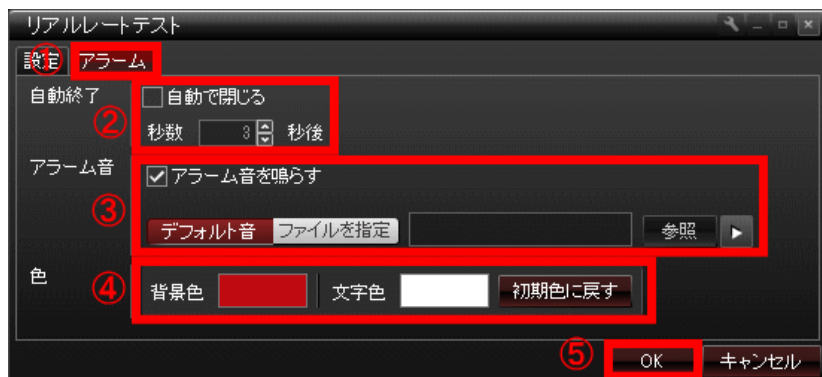 リアルレートテスト
① 設定 アラーム
自動終了 自動で閉じる
② 秒数 3 秒後
アラーム音 アラーム音を鳴らす
③ デフォルト音 ファイルを指定 参照
色
④ 背景色 文字色 初期色に戻す
⑤ OK キャンセル